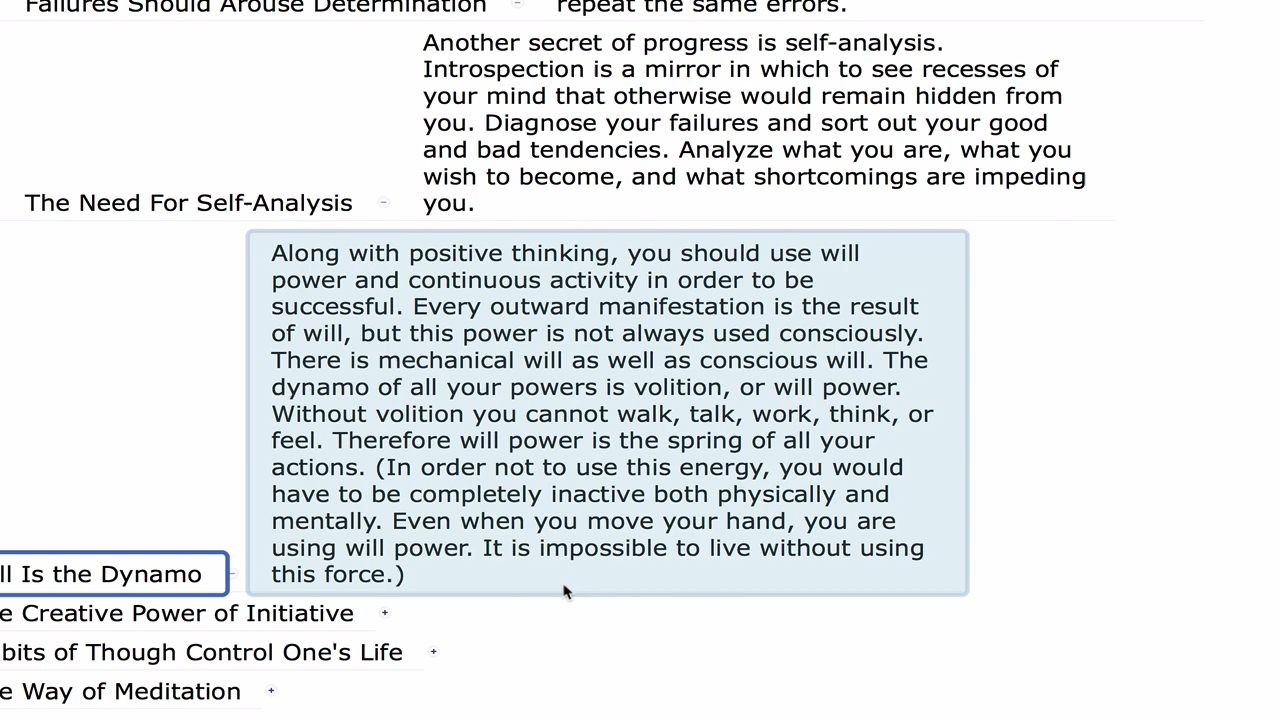 Failures Should Arouse Determination
repeat the same errors.
Another secret of progress is self-analysis.
Introspection is a mirror in which to see recesses of
your mind that otherwise would remain hidden from
you. Diagnose your failures and sort out your good
and bad tendencies. Analyze what you are, what you
wish to become, and what shortcomings are impeding
you.
The Need For Self-Analysis
Along with positive thinking, you should use will
power and continuous activity in order to be
successful. Every outward manifestation is the result
of will, but this power is not always used consciously.
There is mechanical will as well as conscious will. The
dynamo of all your powers is volition, or will power.
Without volition you cannot walk, talk, work, think, or
feel. Therefore will power is the spring of all your
actions. (In order not to use this energy, you would
have to be completely inactive both physically and
mentally. Even when you move your hand, you are
using will power. It is impossible to live without using
this force.)
ll Is the Dynamo
e Creative Power of Initiative
bits of Though Control One's Life
e Way of Meditation